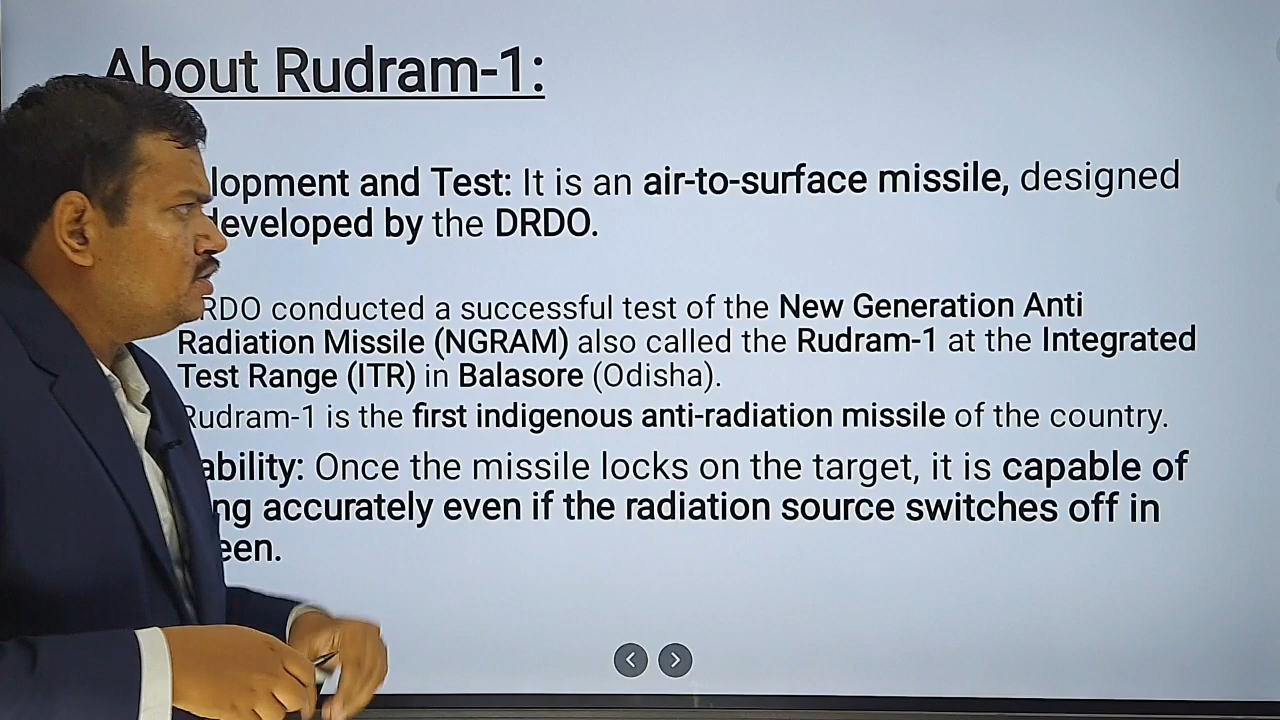 About Rudram-1:
lopment and Test: It is an air-to-surface missile, designed
developed by the DRDO.
RDO conducted a successful test of the New Generation Anti
Radiation Missile (NGRAM) also called the Rudram-1 at the Integrated
Test Range (ITR) in Balasore (Odisha).
Rudram-1 is the first indigenous anti-radiation missile of the country.
ability: Once the missile locks on the target, it is capable of
ng accurately even if the radiation source switches off in
een.